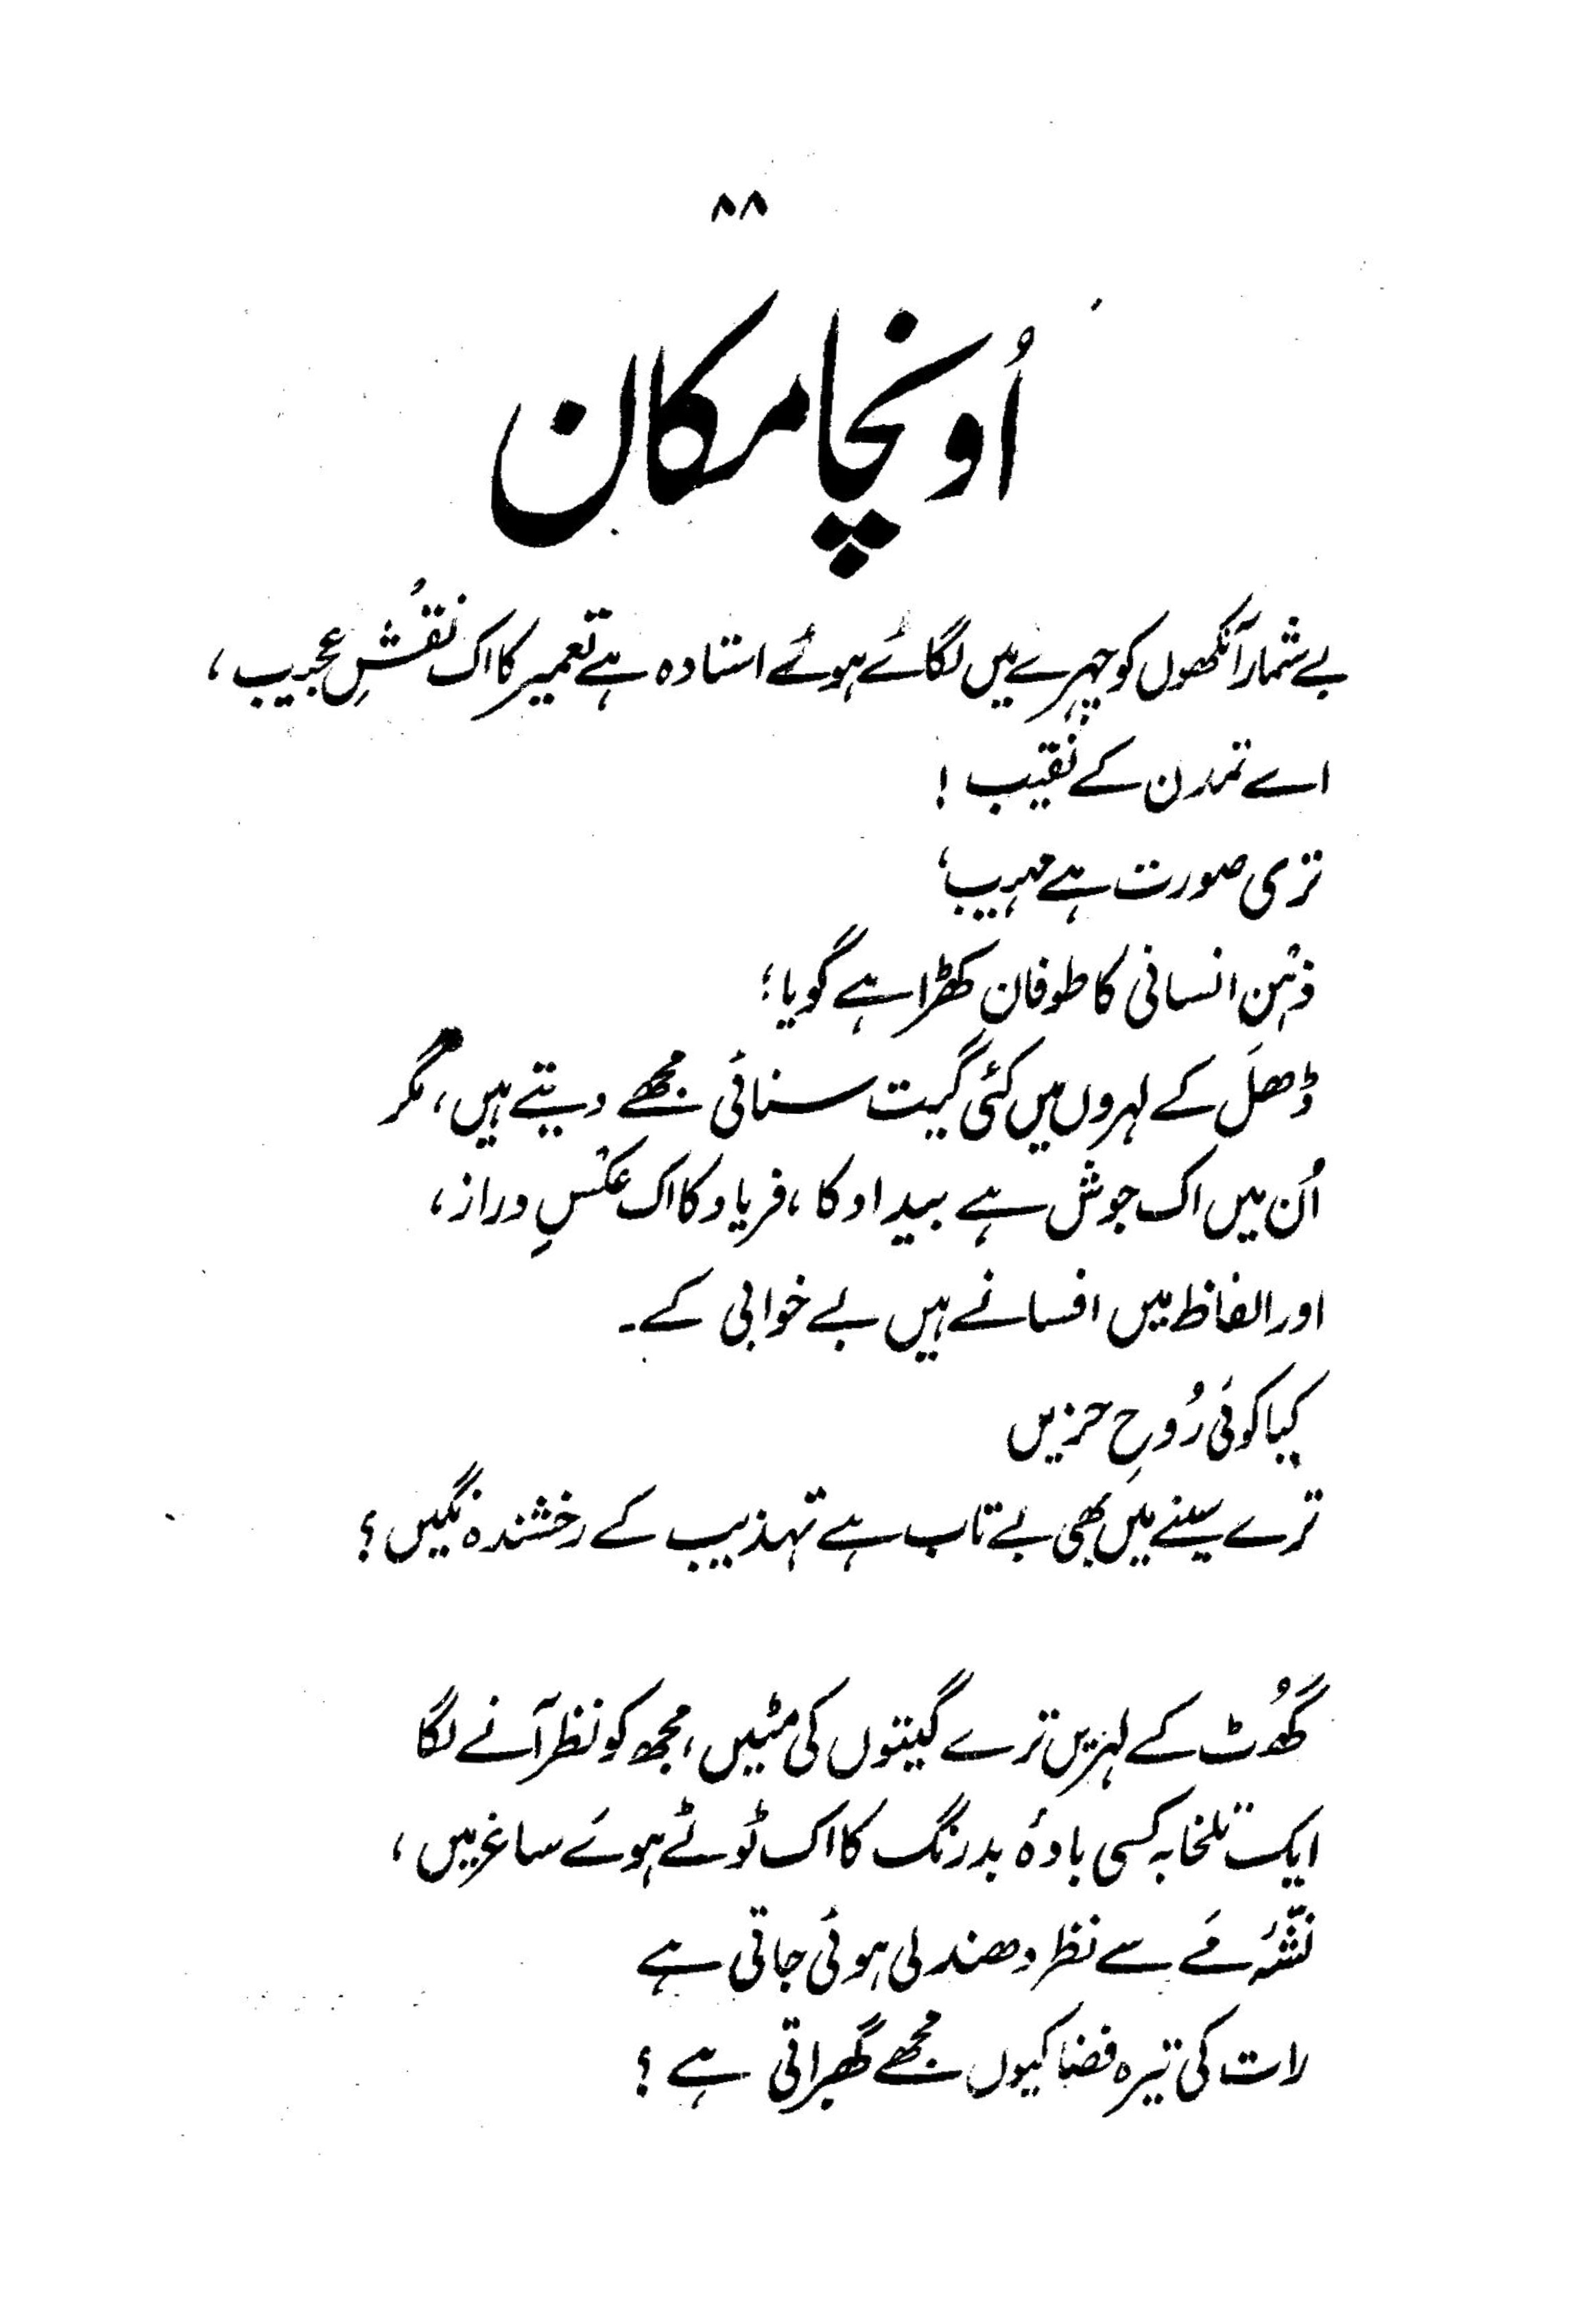 ۸۸
اُونچا مکان
بے شمار آنکھوں کو چہرے میں لگائے ہوئے استادہ ہے تعمیر کا اک نقشِ عجیب،
اے تمدن کے نقیب!
تری صورت ہے مہیب،
ذہن انسانی کا طوفان کھڑا ہے گویا؛
ڈھل کے لہروں میں کئی گیت سنائی مجھے دیتے ہیں، مگر
اُن میں اک جوش ہے بیداد کا، فریاد کا اک عکسِ دراز،
اور الفاظ میں افسانے ہیں بے خوابی کے۔
کیا کوئی رُوحِ حزیں
ترے سینے میں بھی بے تاب ہے تہذیب کے رخشندہ نگیں؟
گھُٹ کے لہریں ترے گیتوں کی مٹیں، مجھ کو نظر آنے لگا
ایک تلخابہ کسی بادۂ بد رنگ کا اک ٹوٹے ہوئے ساغر میں،
نشّۂ مے سے نظر دھندلی ہوئی جاتی ہے
رات کی تیرہ فضا کیوں مجھے گھبراتی ہے؟